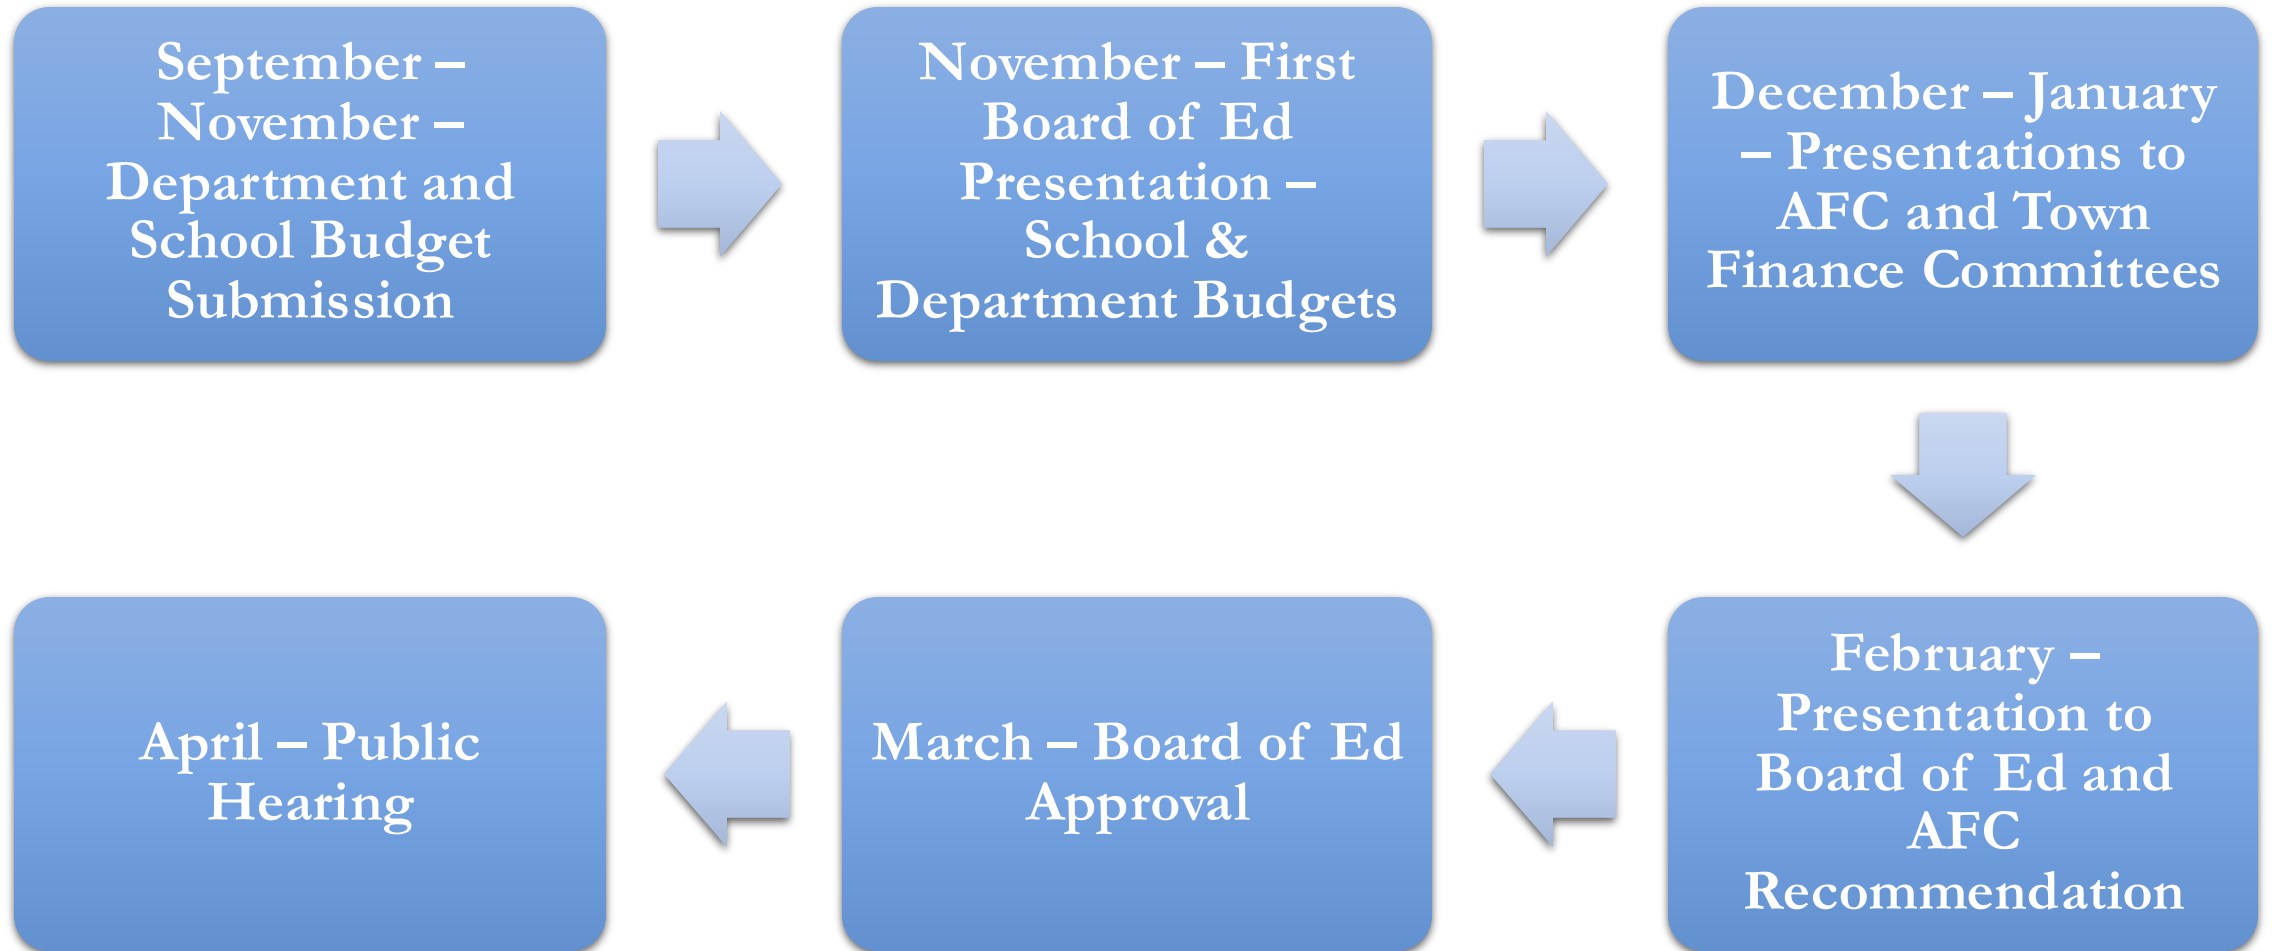 September –
November –
Department and
School Budget
Submission
November – First
Board of Ed
Presentation –
School &
Department Budgets
December – January
– Presentations to
AFC and Town
Finance Committees
February –
Presentation to
Board of Ed and
AFC
Recommendation
March – Board of Ed
Approval
April – Public
Hearing